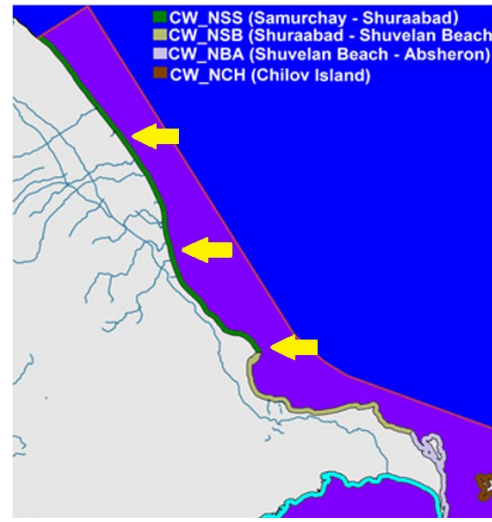 CW_NSS (Samurchay - Shuraabad)
CW_NSB (Shuraabad - Shuvelan Beach
CW_NBA (Shuvelan Beach - Absheron)
CW_NCH (Chilov Island)